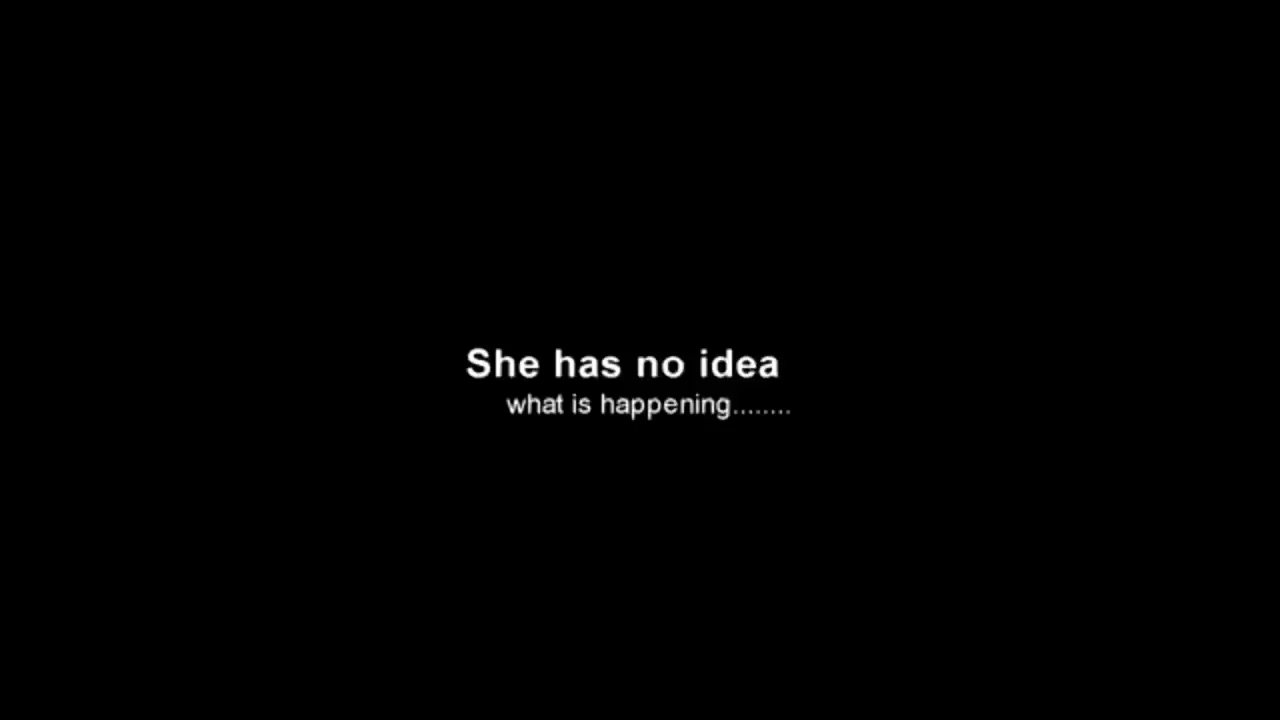 She has no idea
what is happening........